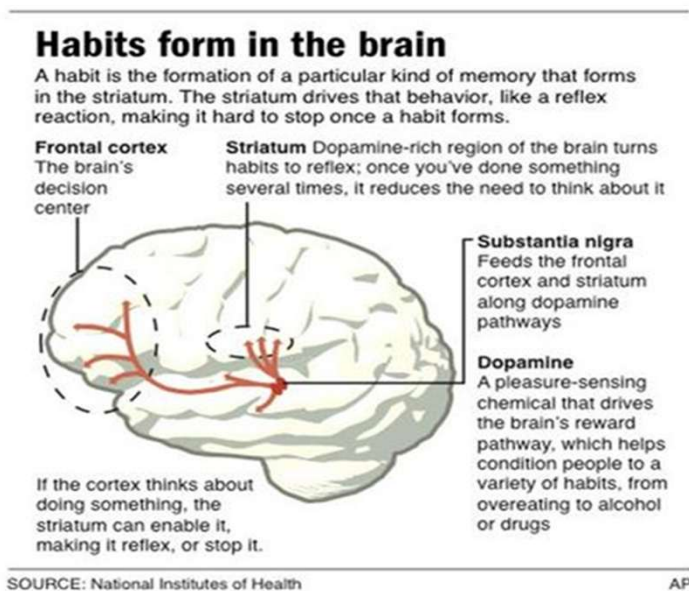 Habits form in the brain
A habit is the formation of a particular kind of memory that forms
in the striatum. The striatum drives that behavior, like a reflex
reaction, making it hard to stop once a habit forms.
Frontal cortex
The brain's
decision
center
Striatum Dopamine-rich region of the brain turns
habits to reflex; once you've done something
several times, it reduces the need to think about it
Substantia nigra
Feeds the frontal
cortex and striatum
along dopamine
pathways
Dopamine
A pleasure-sensing
chemical that drives
the brain's reward
pathway, which helps
condition people to a
variety of habits, from
overeating to alcohol
or drugs
If the cortex thinks about
doing something, the
striatum can enable it,
making it reflex, or stop it.
SOURCE: National Institutes of Health
AP